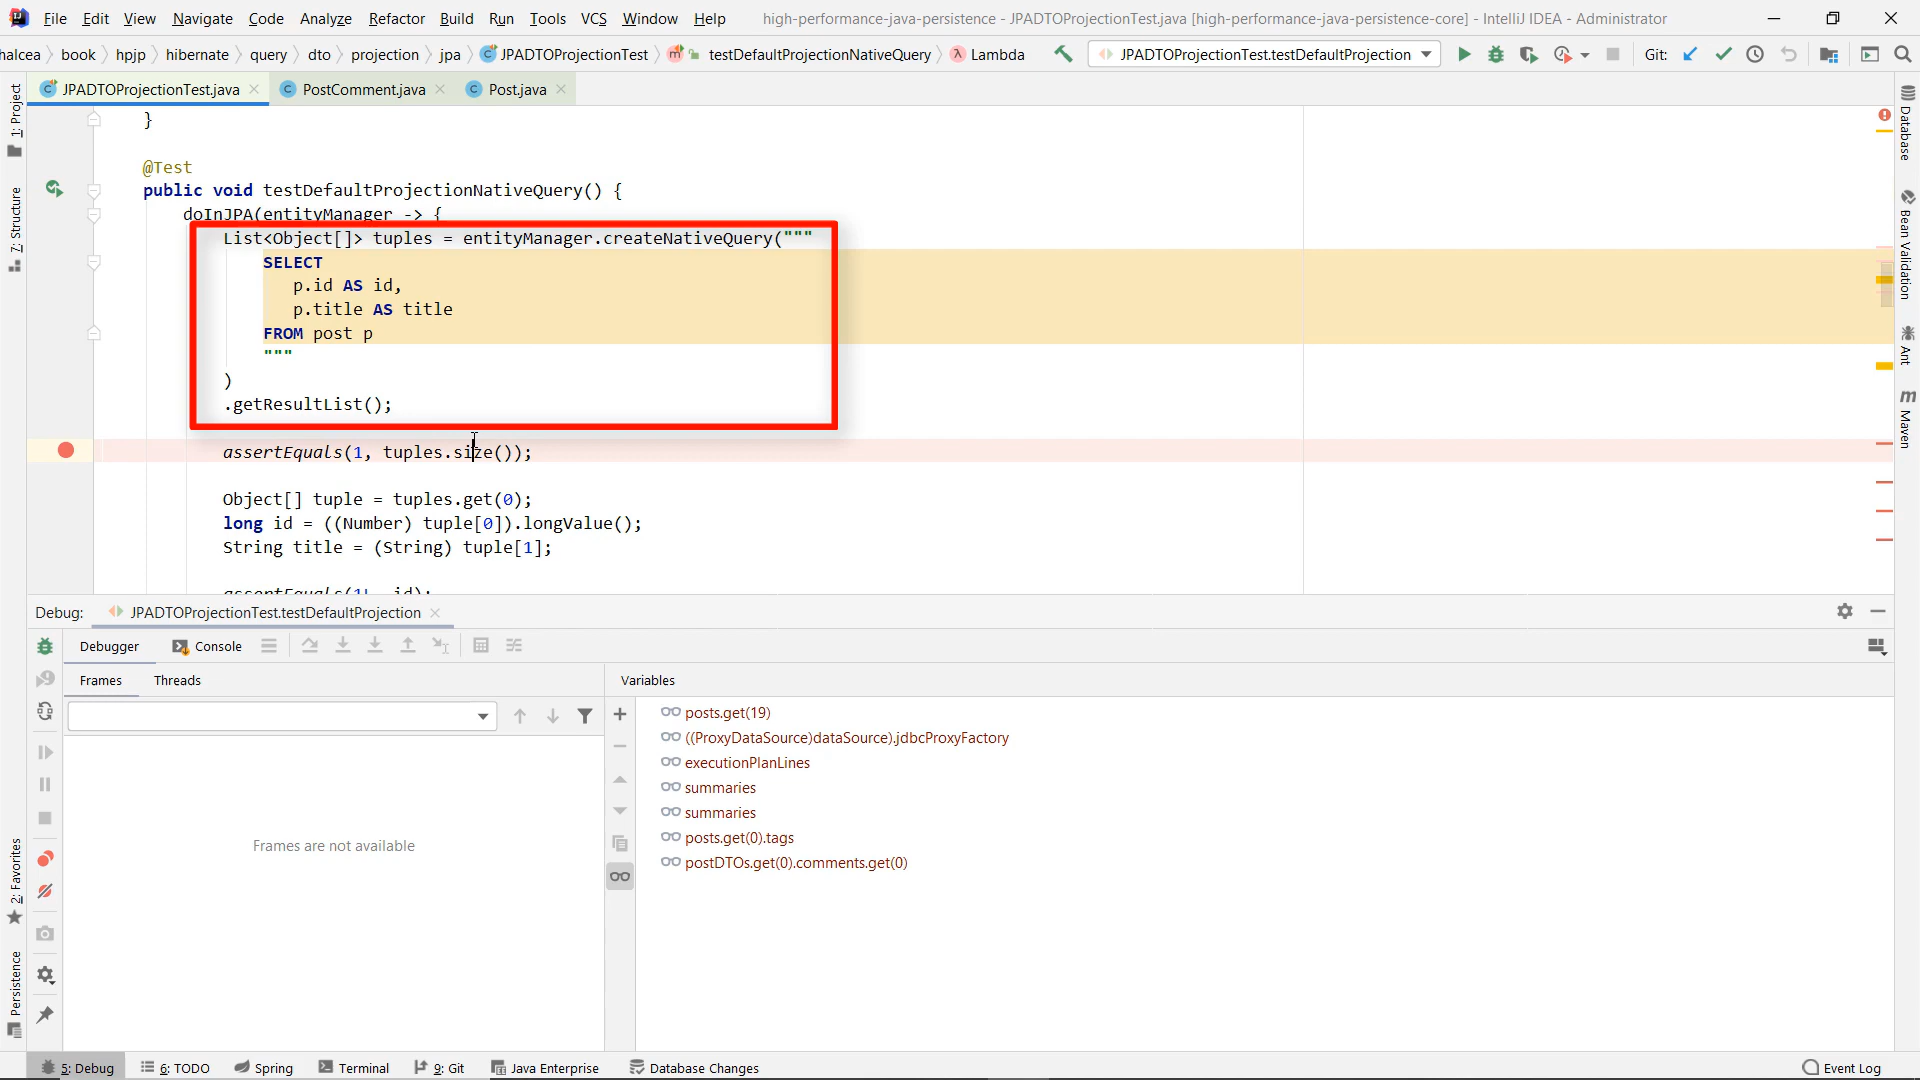 File Edit View Navigate Code Analyze Refactor Build Run Tools VCS Window Help high-performance-java-persistence - JPADTOProjectionTest.java [high-performance-java-persistence-core] - IntelliJ IDEA - Administrator
halcea book hpjp hibernate query dto projection jpa JPADTOProjectionTest testDefaultProjectionNativeQuery Lambda JPADTOProjectionTest.testDefaultProjection Git:
JPADTOProjectionTest.java PostComment.java Post.java
1: Project
7: Structure
2: Favorites
Persistence
}
@Test
public void testDefaultProjectionNativeQuery() {
doInJPA(entityManager -> {
List<Object[]> tuples = entityManager.createNativeQuery("""
SELECT
p.id AS id,
p.title AS title
FROM post p
"""
)
.getResultList();
assertEquals(1, tuples.size());
Object[] tuple = tuples.get(0);
long id = ((Number) tuple[0]).longValue();
String title = (String) tuple[1];
assertEquals(1L, id);
Database
Bean Validation
Ant
Maven
Debug: JPADTOProjectionTest.testDefaultProjection
Debugger Console
Frames Threads
Frames are not available
Variables
posts.get(19)
((ProxyDataSource)dataSource).jdbcProxyFactory
executionPlanLines
summaries
summaries
posts.get(0).tags
postDTOs.get(0).comments.get(0)
5: Debug 6: TODO Spring Terminal 9: Git Java Enterprise Database Changes Event Log